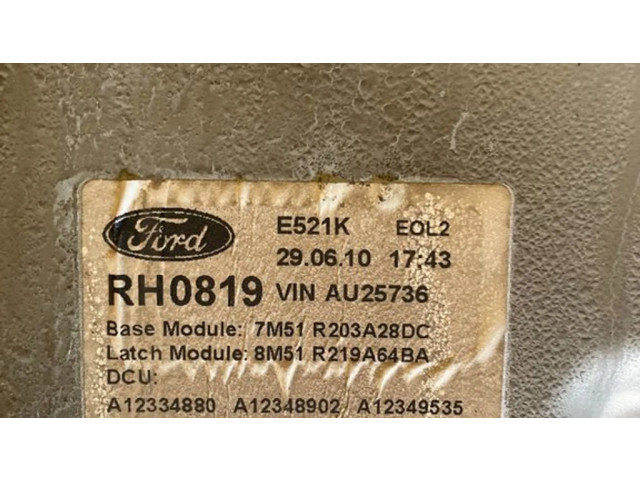 Ford
E521K EOL2
29.06.10 17:43
RH0819 VIN AU25736
Base Module: 7M51 R203A28DC
Latch Module: 8M51 R219A64BA
DCU:
A12334880 A12348902 A12349535